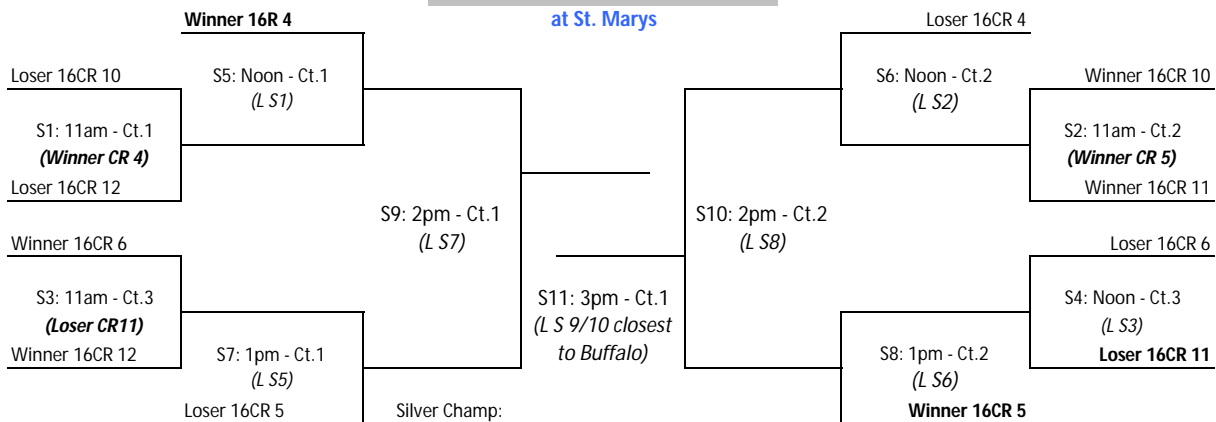 at St. Marys
Winner 16R 4
Loser 16CR 4
Loser 16CR 10
S5: Noon - Ct.1
(L S1)
S6: Noon - Ct.2
(L S2)
Winner 16CR 10
S1: 11am - Ct.1
(Winner CR 4)
S2: 11am - Ct.2
(Winner CR 5)
Loser 16CR 12
Winner 16CR 11
S9: 2pm - Ct.1
(L S7)
S10: 2pm - Ct.2
(L S8)
Winner 16CR 6
Loser 16CR 6
S3: 11am - Ct.3
(Loser CR11)
S11: 3pm - Ct.1
(L S 9/10 closest
to Buffalo)
S4: Noon - Ct.3
(L S3)
Winner 16CR 12
S7: 1pm - Ct.1
(L S5)
S8: 1pm - Ct.2
(L S6)
Loser 16CR 11
Loser 16CR 5
Silver Champ:
Winner 16CR 5